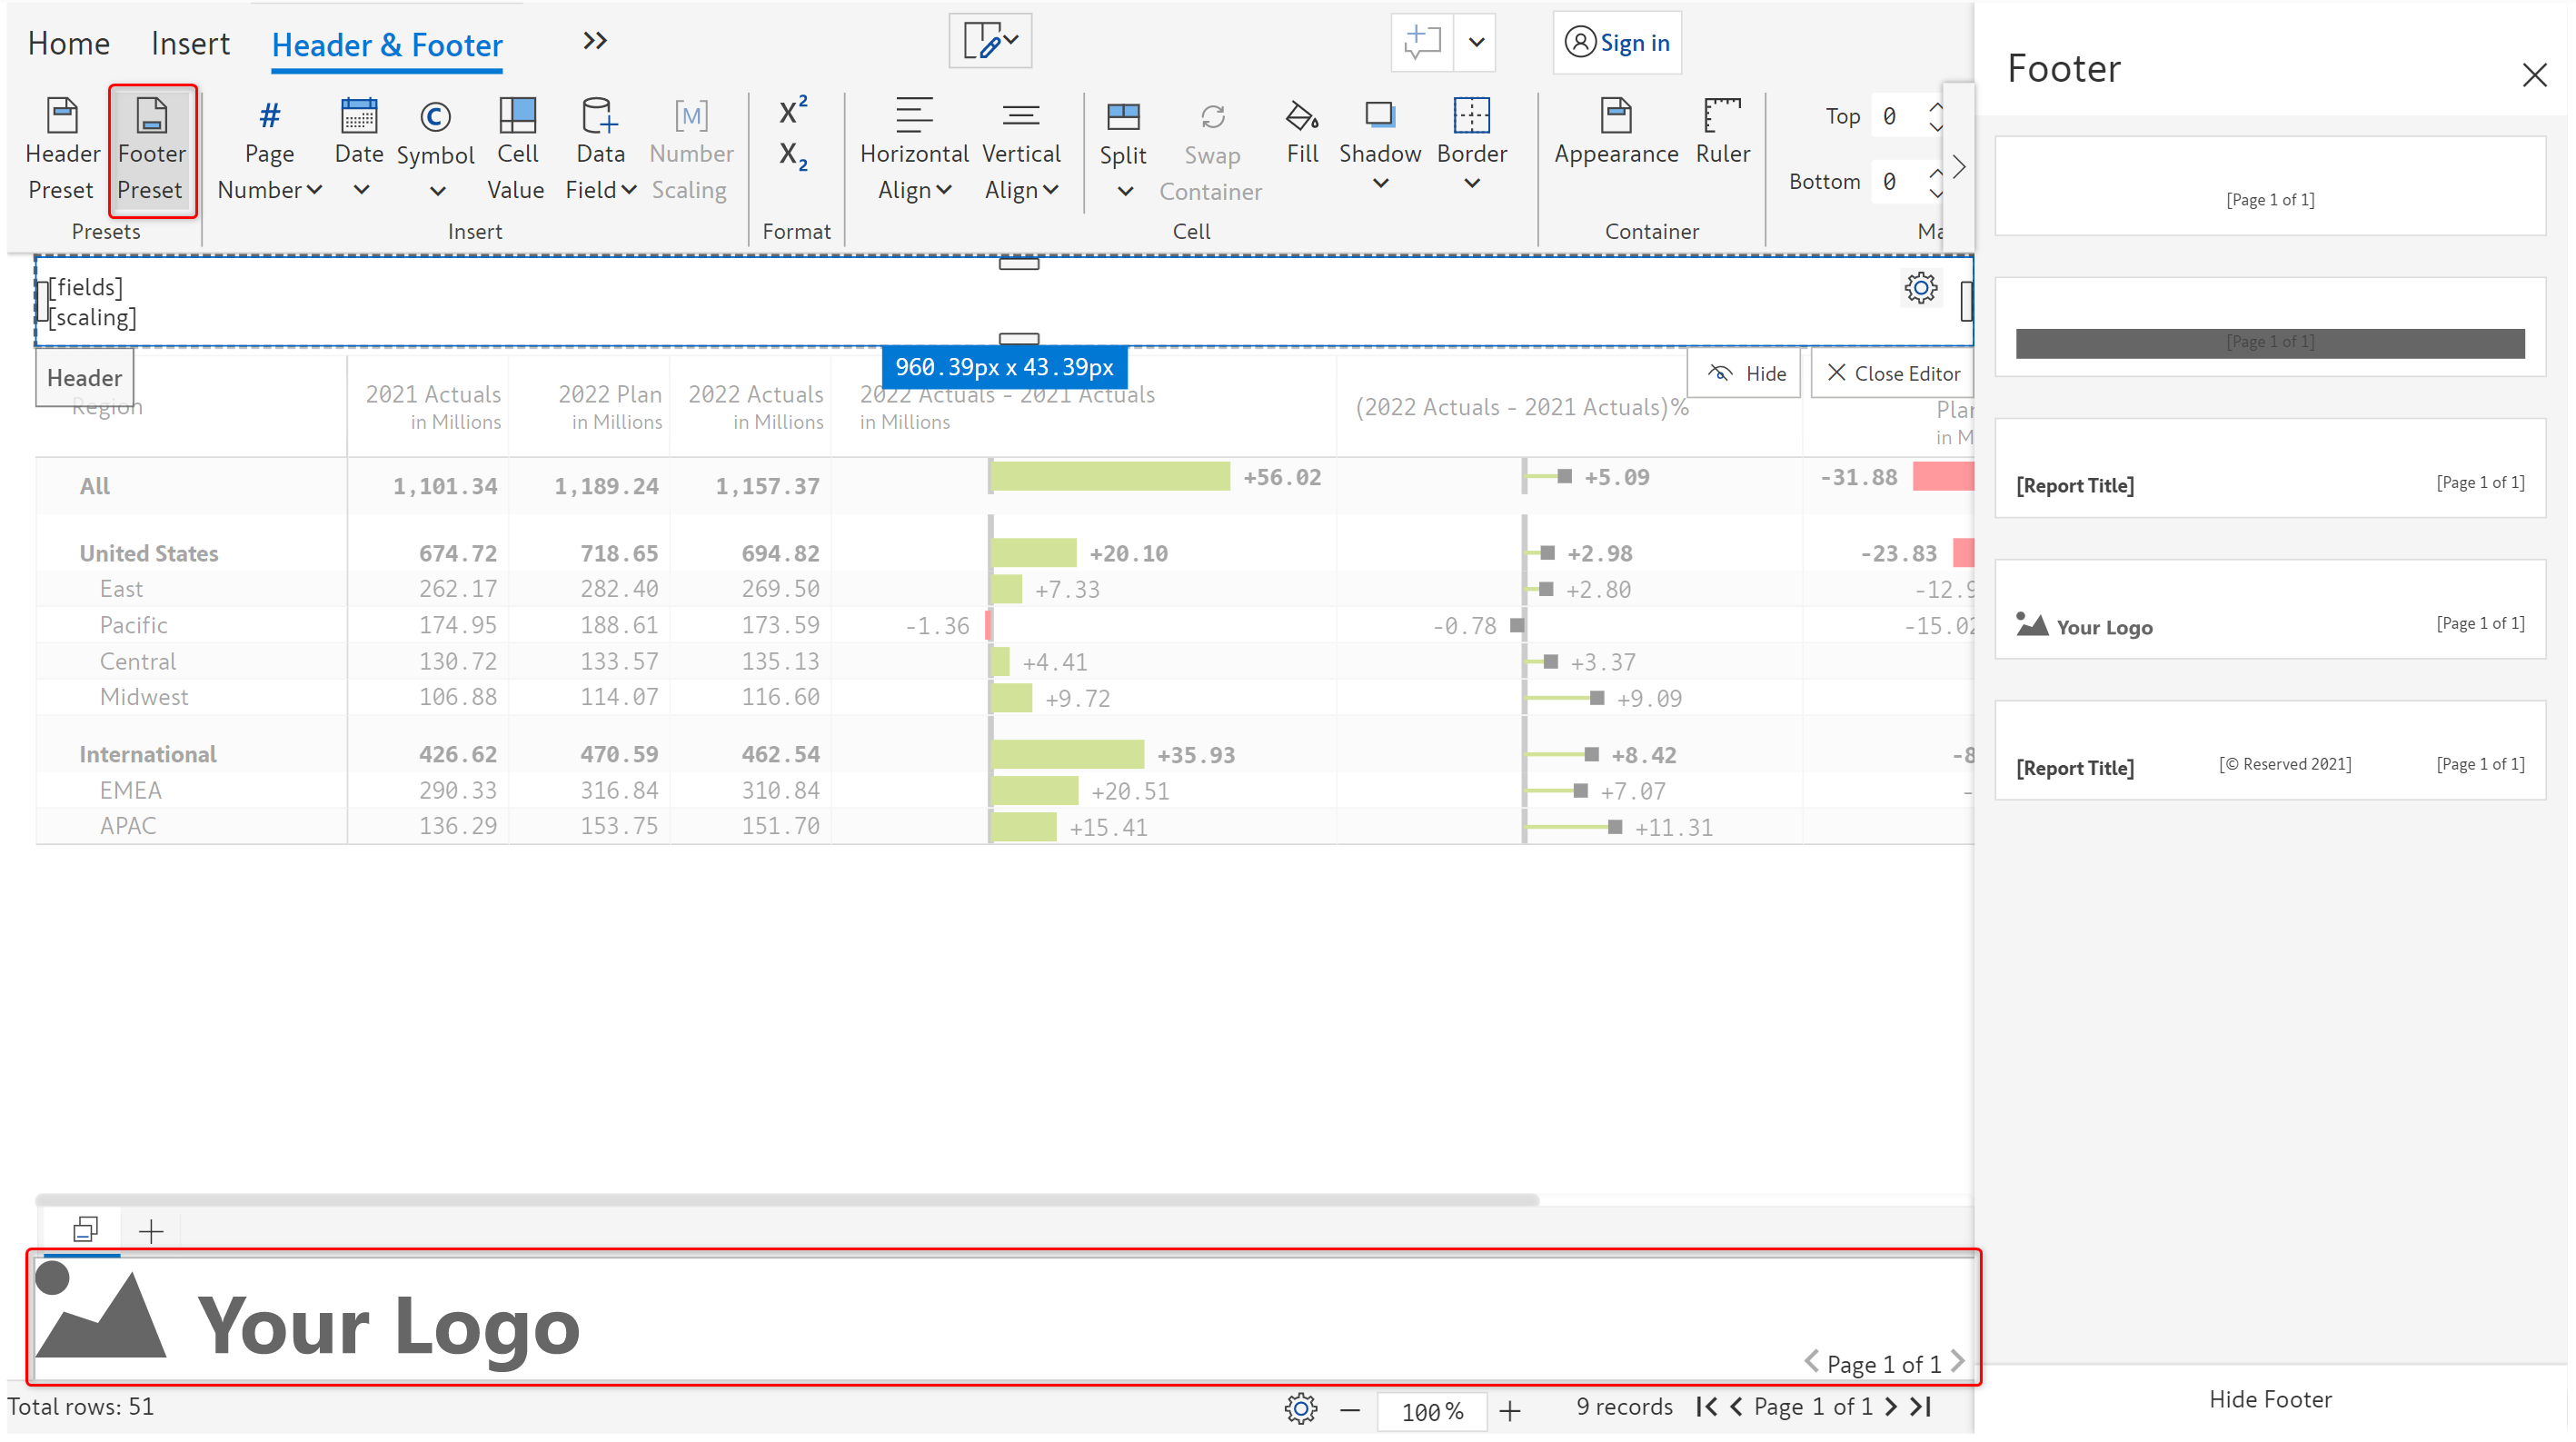 Home Insert Header & Footer Sign in
Header Preset
Footer Preset
Presets
# Page Number
Date
Symbol
Cell Value
Data Field
[M] Number Scaling
Insert
X²
X₂
Format
Horizontal Align
Vertical Align
Split
Swap Container
Fill
Shadow
Border
Cell
Appearance
Ruler
Container
Top 0
Bottom 0
Ma
[fields]
[scaling]
960.39px x 43.39px
Header
Hide
Close Editor
Region
2021 Actuals
in Millions
2022 Plan
in Millions
2022 Actuals
in Millions
2022 Actuals - 2021 Actuals
in Millions
(2022 Actuals - 2021 Actuals)%
Plan
in M
All 1,101.34 1,189.24 1,157.37 +56.02 +5.09 -31.88
United States 674.72 718.65 694.82 +20.10 +2.98 -23.83
East 262.17 282.40 269.50 +7.33 +2.80 -12.9
Pacific 174.95 188.61 173.59 -1.36 -0.78 -15.02
Central 130.72 133.57 135.13 +4.41 +3.37
Midwest 106.88 114.07 116.60 +9.72 +9.09
International 426.62 470.59 462.54 +35.93 +8.42 -8
EMEA 290.33 316.84 310.84 +20.51 +7.07 -
APAC 136.29 153.75 151.70 +15.41 +11.31
Your Logo
Page 1 of 1
Total rows: 51
100%
9 records
Page 1 of 1
Footer
[Page 1 of 1]
[Page 1 of 1]
[Report Title] [Page 1 of 1]
Your Logo [Page 1 of 1]
[Report Title] [© Reserved 2021] [Page 1 of 1]
Hide Footer